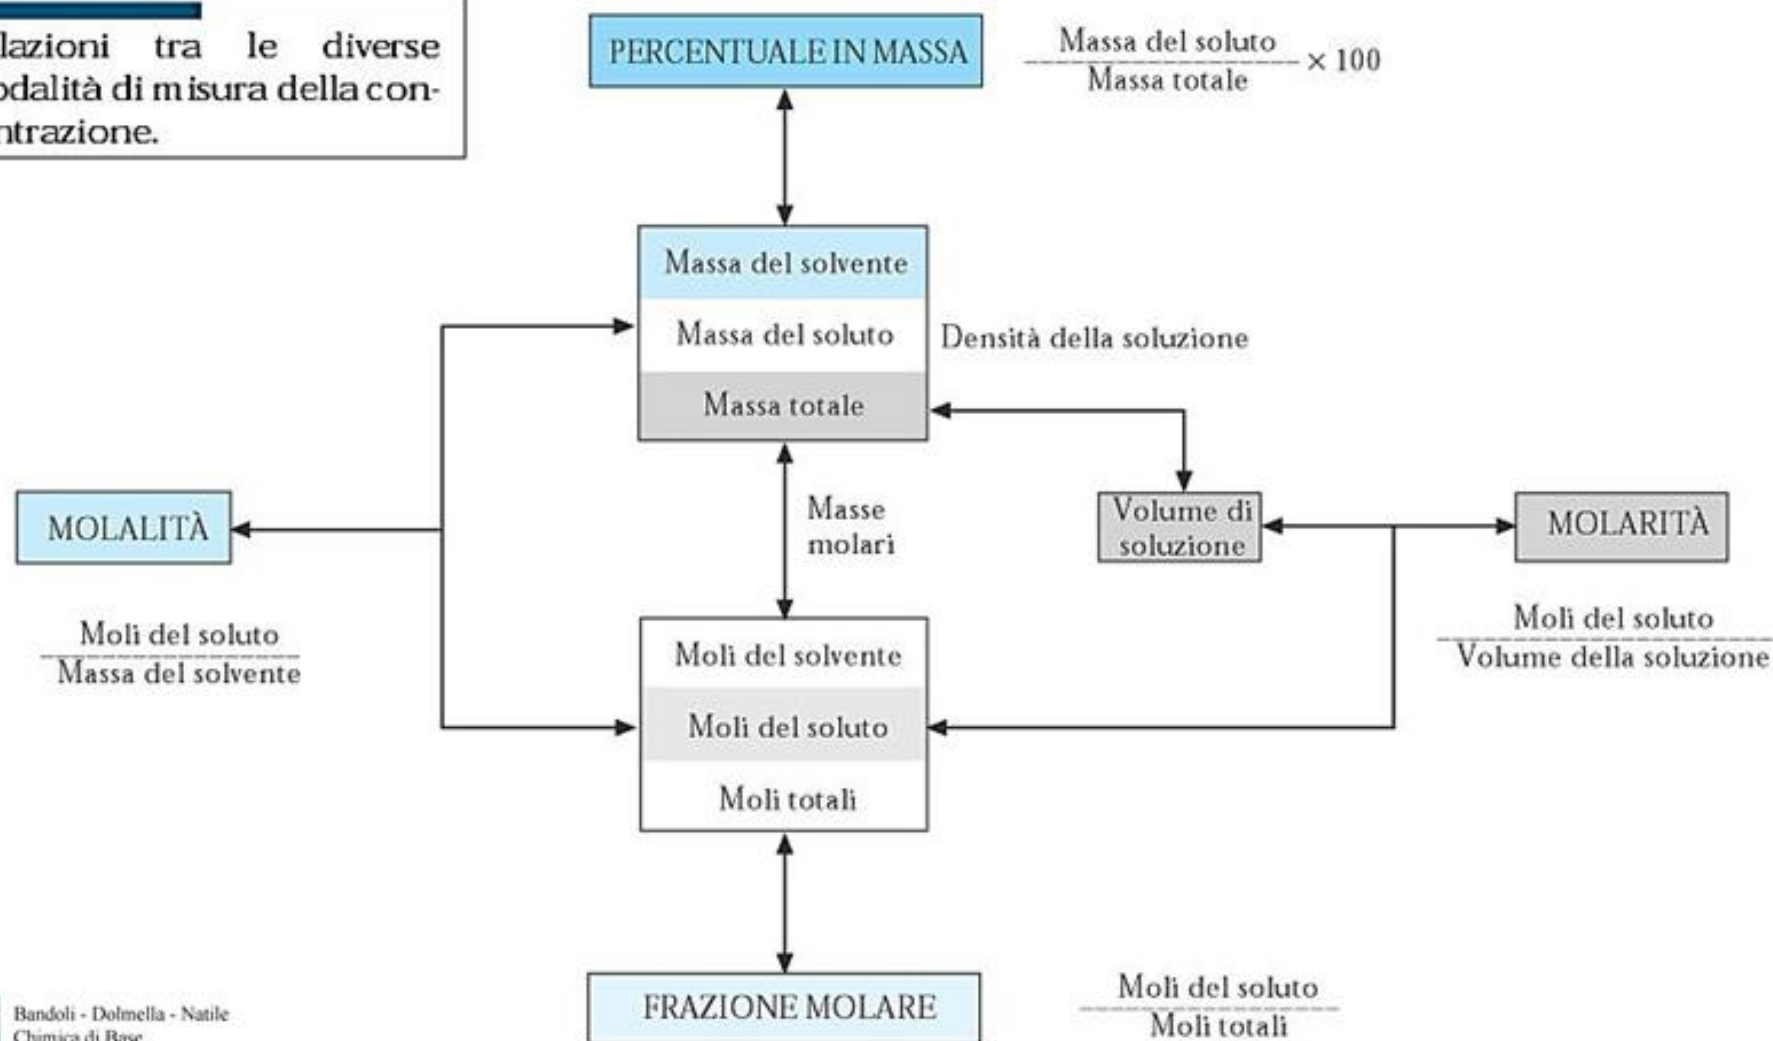 lazioni tra le diverse
odalità di misura della con-
ntrazione.
PERCENTUALE IN MASSA
Massa del soluto
Massa totale
× 100
Massa del solvente
Massa del soluto
Densità della soluzione
Massa totale
MOLALITÀ
Masse
molari
Volume di
soluzione
MOLARITÀ
Moli del soluto
Massa del solvente
Moli del soluto
Volume della soluzione
Moli del solvente
Moli del soluto
Moli totali
FRAZIONE MOLARE
Moli del soluto
Moli totali
Bandoli - Dolmella - Natile
Chimica di Base